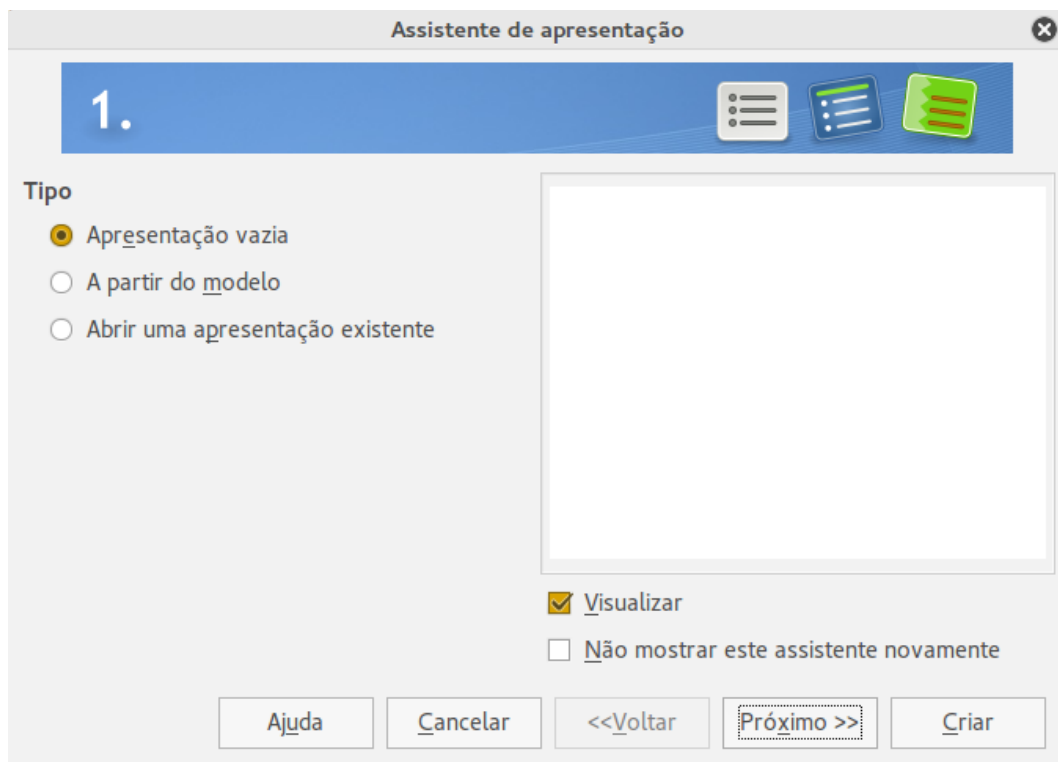 Assistente de apresentação
1.
Tipo
Apresentação vazia
A partir do modelo
Abrir uma apresentação existente
Visualizar
Não mostrar este assistente novamente
Ajuda Cancelar <<Voltar Próximo >> Criar